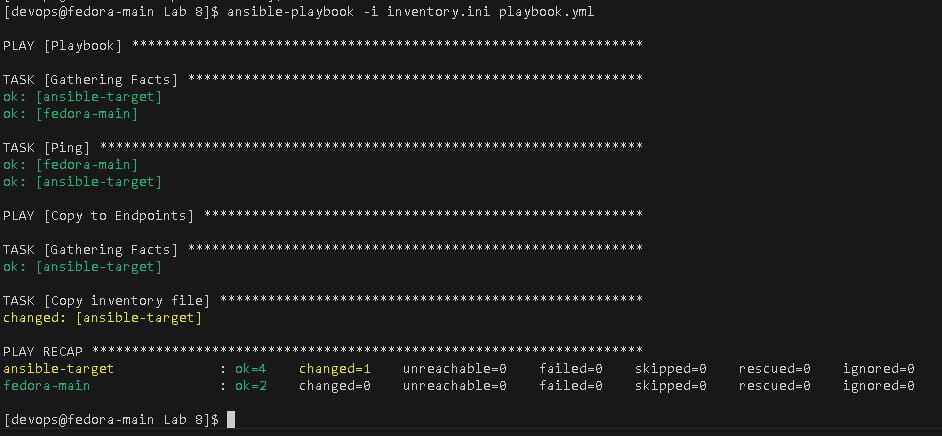 [devops@fedora-main Lab 8]$ ansible-playbook -i inventory.ini playbook.yml
PLAY [Playbook] ****************************************************************
TASK [Gathering Facts] *********************************************************
ok: [ansible-target]
ok: [fedora-main]
TASK [Ping] ********************************************************************
ok: [fedora-main]
ok: [ansible-target]
PLAY [Copy to Endpoints] *******************************************************
TASK [Gathering Facts] *********************************************************
ok: [ansible-target]
TASK [Copy inventory file] *****************************************************
changed: [ansible-target]
PLAY RECAP *********************************************************************
ansible-target             : ok=4    changed=1    unreachable=0    failed=0    skipped=0    rescued=0    ignored=0
fedora-main                : ok=2    changed=0    unreachable=0    failed=0    skipped=0    rescued=0    ignored=0
[devops@fedora-main Lab 8]$